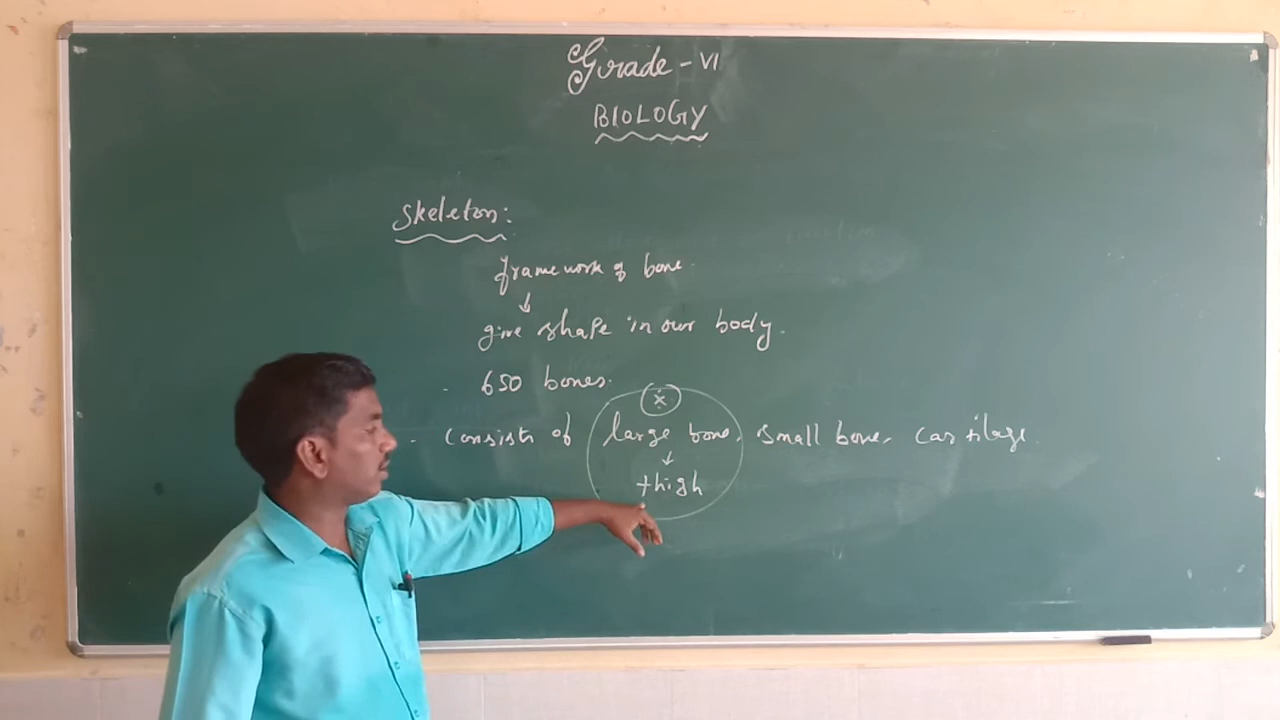 Grade - VI
BIOLOGY
Skeleton:
framework of bone.
↓
give shape in our body.
- 650 bones.
x
- consists of large bone, small bone, cartilage.
↓
thigh